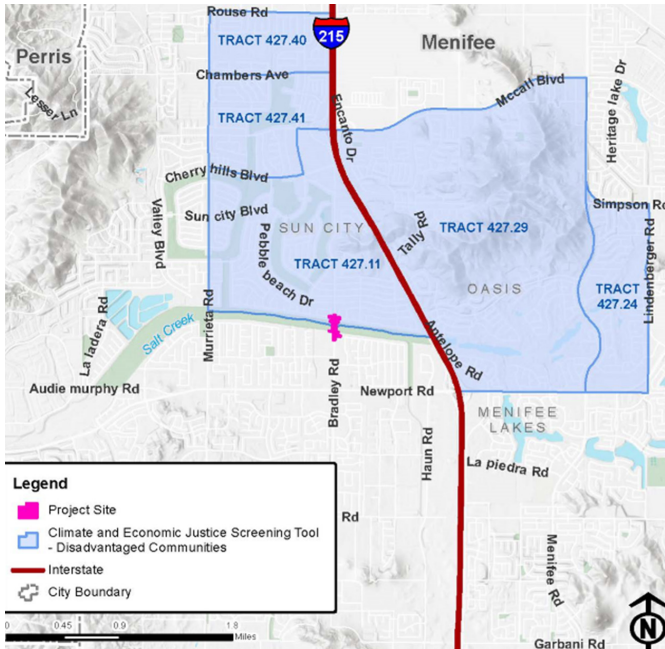 Rouse Rd
215
Menifee
Perris
TRACT 427.40
Chambers Ave
Mccall Blvd
Lesser Ln
Heritage lake Dr
TRACT 427.41
Encanto Dr
Cherry hills Blvd
Simpson Rd
Valley Blvd
Sun city Blvd
SUN CITY
Tally Rd
TRACT 427.29
Pebble beach Dr
TRACT 427.11
OASIS
TRACT
427.24
Lindenberger Rd
La ladera Rd
Salt Creek
Murrieta Rd
Antelope Rd
Audie murphy Rd
Bradley Rd
Newport Rd
MENIFEE
LAKES
Haun Rd
La piedra Rd
Legend
Project Site
Climate and Economic Justice Screening Tool
- Disadvantaged Communities
Interstate
City Boundary
Rd
Menifee Rd
0 0.45 0.9 1.8
Miles
Garbani Rd
N